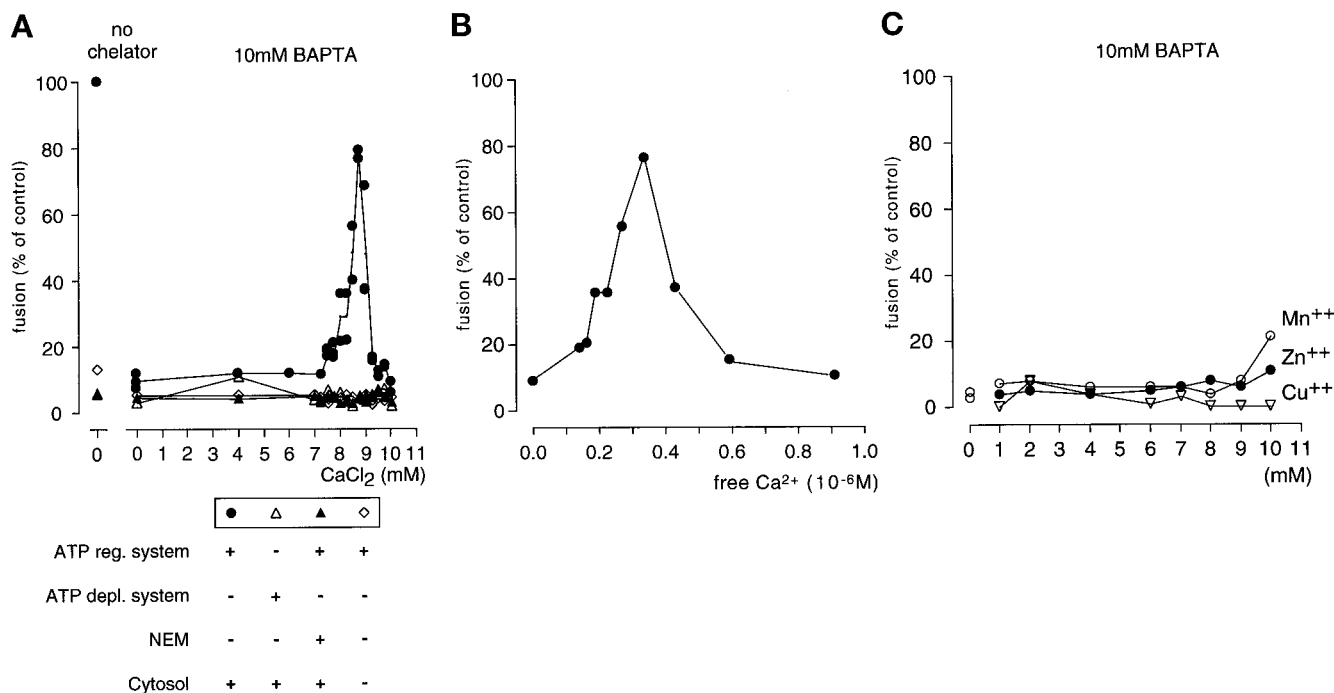 A
no
chelator
10mM BAPTA
fusion (% of control)
100
80
60
40
20
0
0
0 1 2 3 4 5 6 7 8 9 10 11
CaCl2 (mM)
ATP reg. system + - + +
ATP depl. system - + - -
NEM - - + -
Cytosol + + + -
B
fusion (% of control)
100
80
60
40
20
0
0.0 0.2 0.4 0.6 0.8 1.0
free Ca²⁺ (10⁻⁶M)
C
10mM BAPTA
fusion (% of control)
100
80
60
40
20
0
Mn⁺⁺
Zn⁺⁺
Cu⁺⁺
0 1 2 3 4 5 6 7 8 9 10 11
(mM)